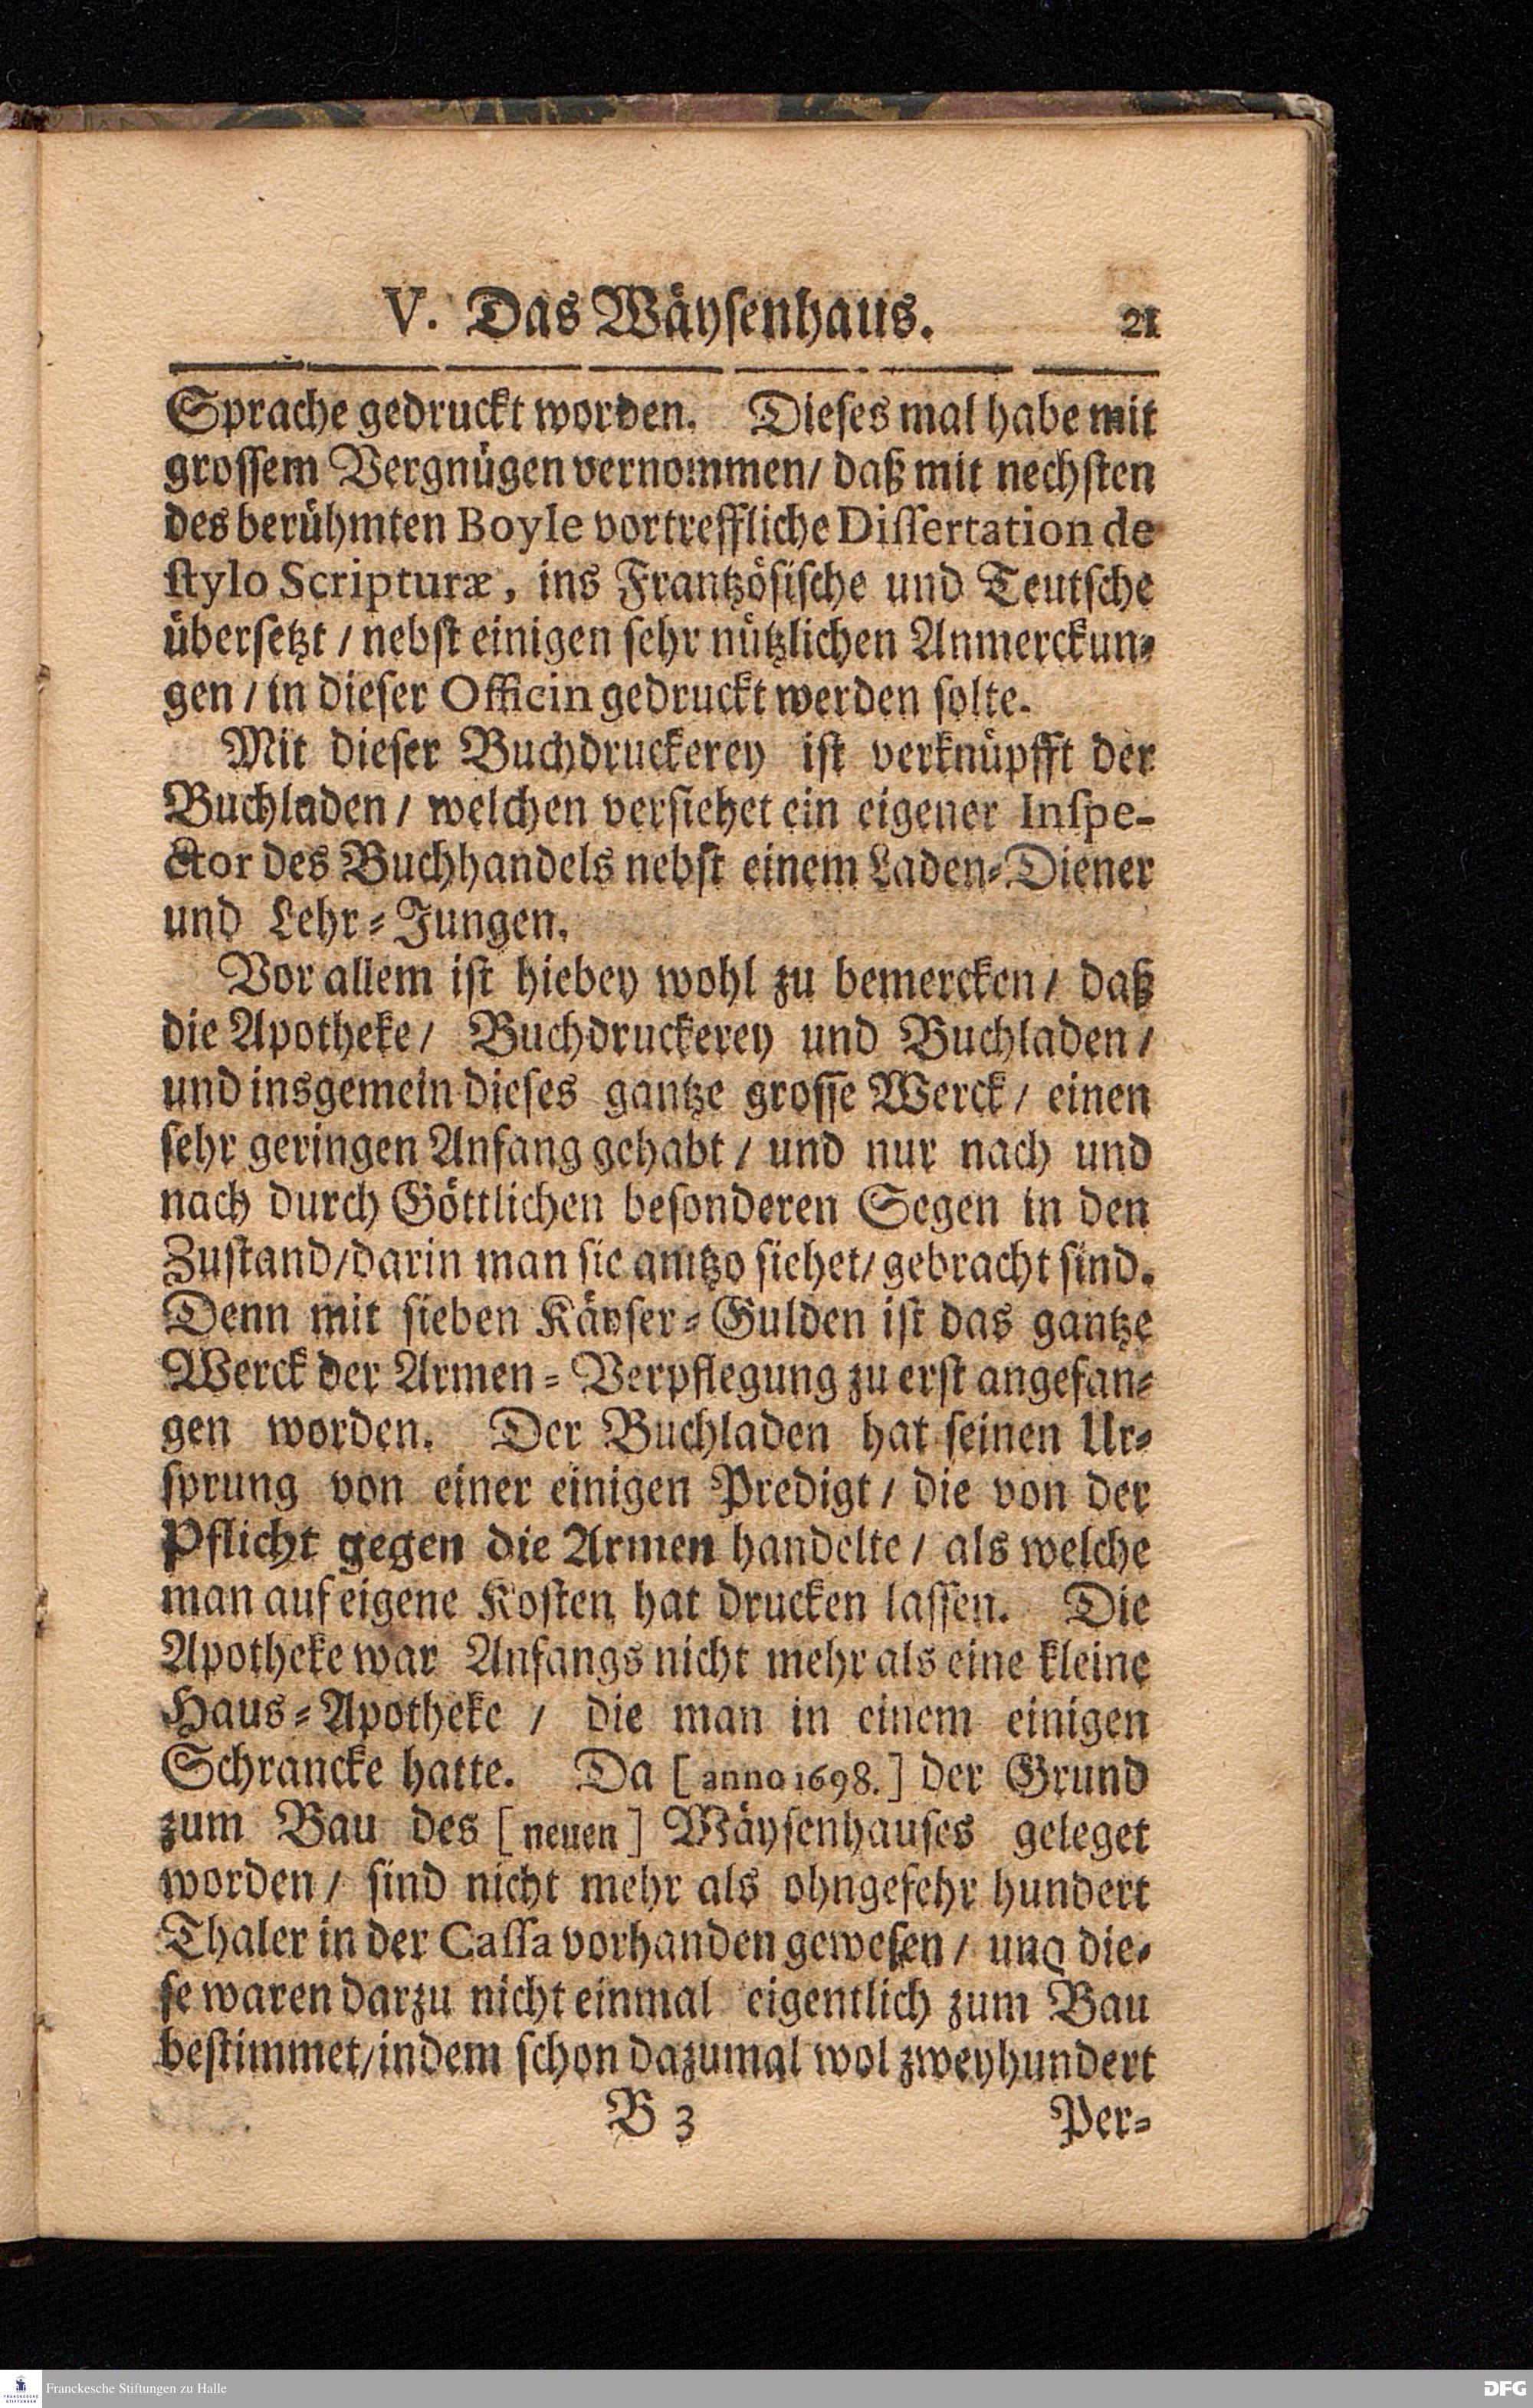 V. Das Wäysenhaus. 21
Sprache gedruckt worden. Dieses mal habe mit
grossem Vergnügen vernommen/ daß mit nechsten
des berühmten Boyle vortreffliche Dissertation de
stylo Scripturæ, ins Frantzösische und Teutsche
übersetzt / nebst einigen sehr nützlichen Anmerckun-
gen / in dieser Officin gedruckt werden solte.
Mit dieser Buchdruckerey ist verknüpfft der
Buchladen / welchen versiehet ein eigener Inspe-
ctor des Buchhandels nebst einem Laden-Diener
und Lehr-Jungen.
Vor allem ist hiebey wohl zu bemercken / daß
die Apotheke / Buchdruckerey und Buchladen /
und insgemein dieses gantze grosse Werck / einen
sehr geringen Anfang gehabt / und nur nach und
nach durch Göttlichen besonderen Segen in den
Zustand/darin man sie anitzo siehet/gebracht sind.
Denn mit sieben Käyser-Gulden ist das gantze
Werck der Armen-Verpflegung zu erst angefan-
gen worden. Der Buchladen hat seinen Ur-
sprung von einer einigen Predigt / die von der
Pflicht gegen die Armen handelte / als welche
man auf eigene Kosten hat drucken lassen. Die
Apotheke war Anfangs nicht mehr als eine kleine
Haus-Apotheke / die man in einem einigen
Schrancke hatte. Da [anno 1698.] der Grund
zum Bau des [neuen] Wäysenhauses geleget
worden / sind nicht mehr als ohngefehr hundert
Thaler in der Cassa vorhanden gewesen / und die-
se waren darzu nicht einmal eigentlich zum Bau
bestimmet/indem schon dazumal wol zweyhundert
B 3 Per-
Franckesche Stiftungen zu Halle
FRANCKESCHE STIFTUNGEN
DFG